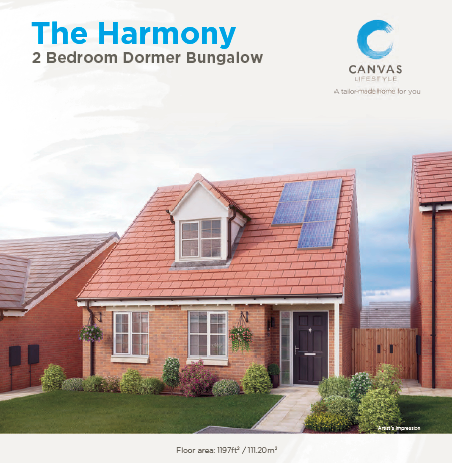 The Harmony
2 Bedroom Dormer Bungalow
CANVAS
LIFESTYLE
A tailor-made home for you
Artist's impression
Floor area: 1197ft² / 111.20m²